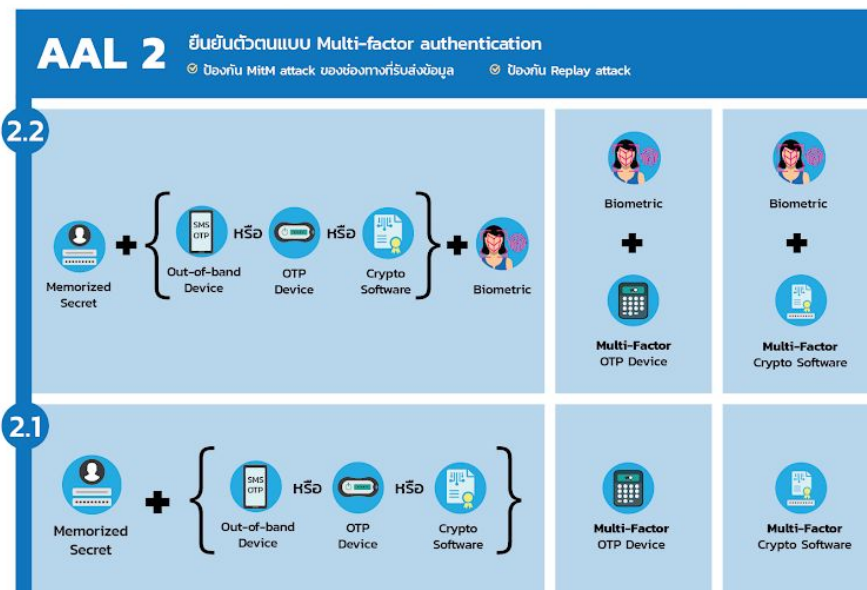 AAL 2
ยืนยันตัวตนแบบ Multi-factor authentication
ป้องกัน MitM attack ของช่องทางที่รับส่งข้อมูล
ป้องกัน Replay attack
2.2
Memorized
Secret
+
{
SMS
OTP
Out-of-band
Device
หรือ
OTP
Device
หรือ
Crypto
Software
}
+
Biometric
Biometric
+
Multi-Factor
OTP Device
Biometric
+
Multi-Factor
Crypto Software
2.1
Memorized
Secret
+
{
SMS
OTP
Out-of-band
Device
หรือ
OTP
Device
หรือ
Crypto
Software
}
Multi-Factor
OTP Device
Multi-Factor
Crypto Software